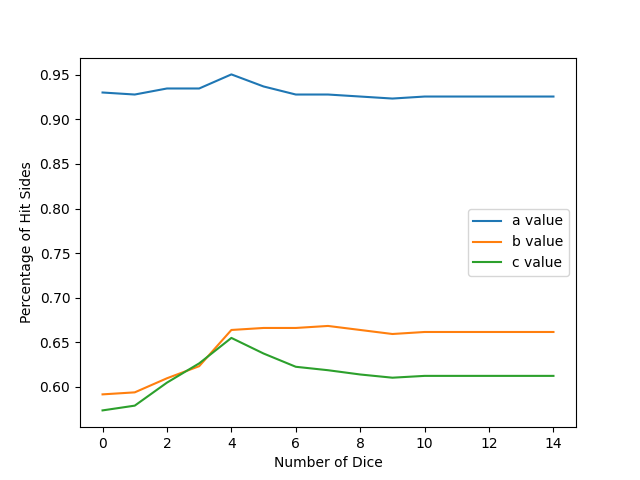 0.95
0.90
0.85
0.80
0.75
0.70
0.65
0.60
Percentage of Hit Sides
a value
b value
c value
0 2 4 6 8 10 12 14
Number of Dice